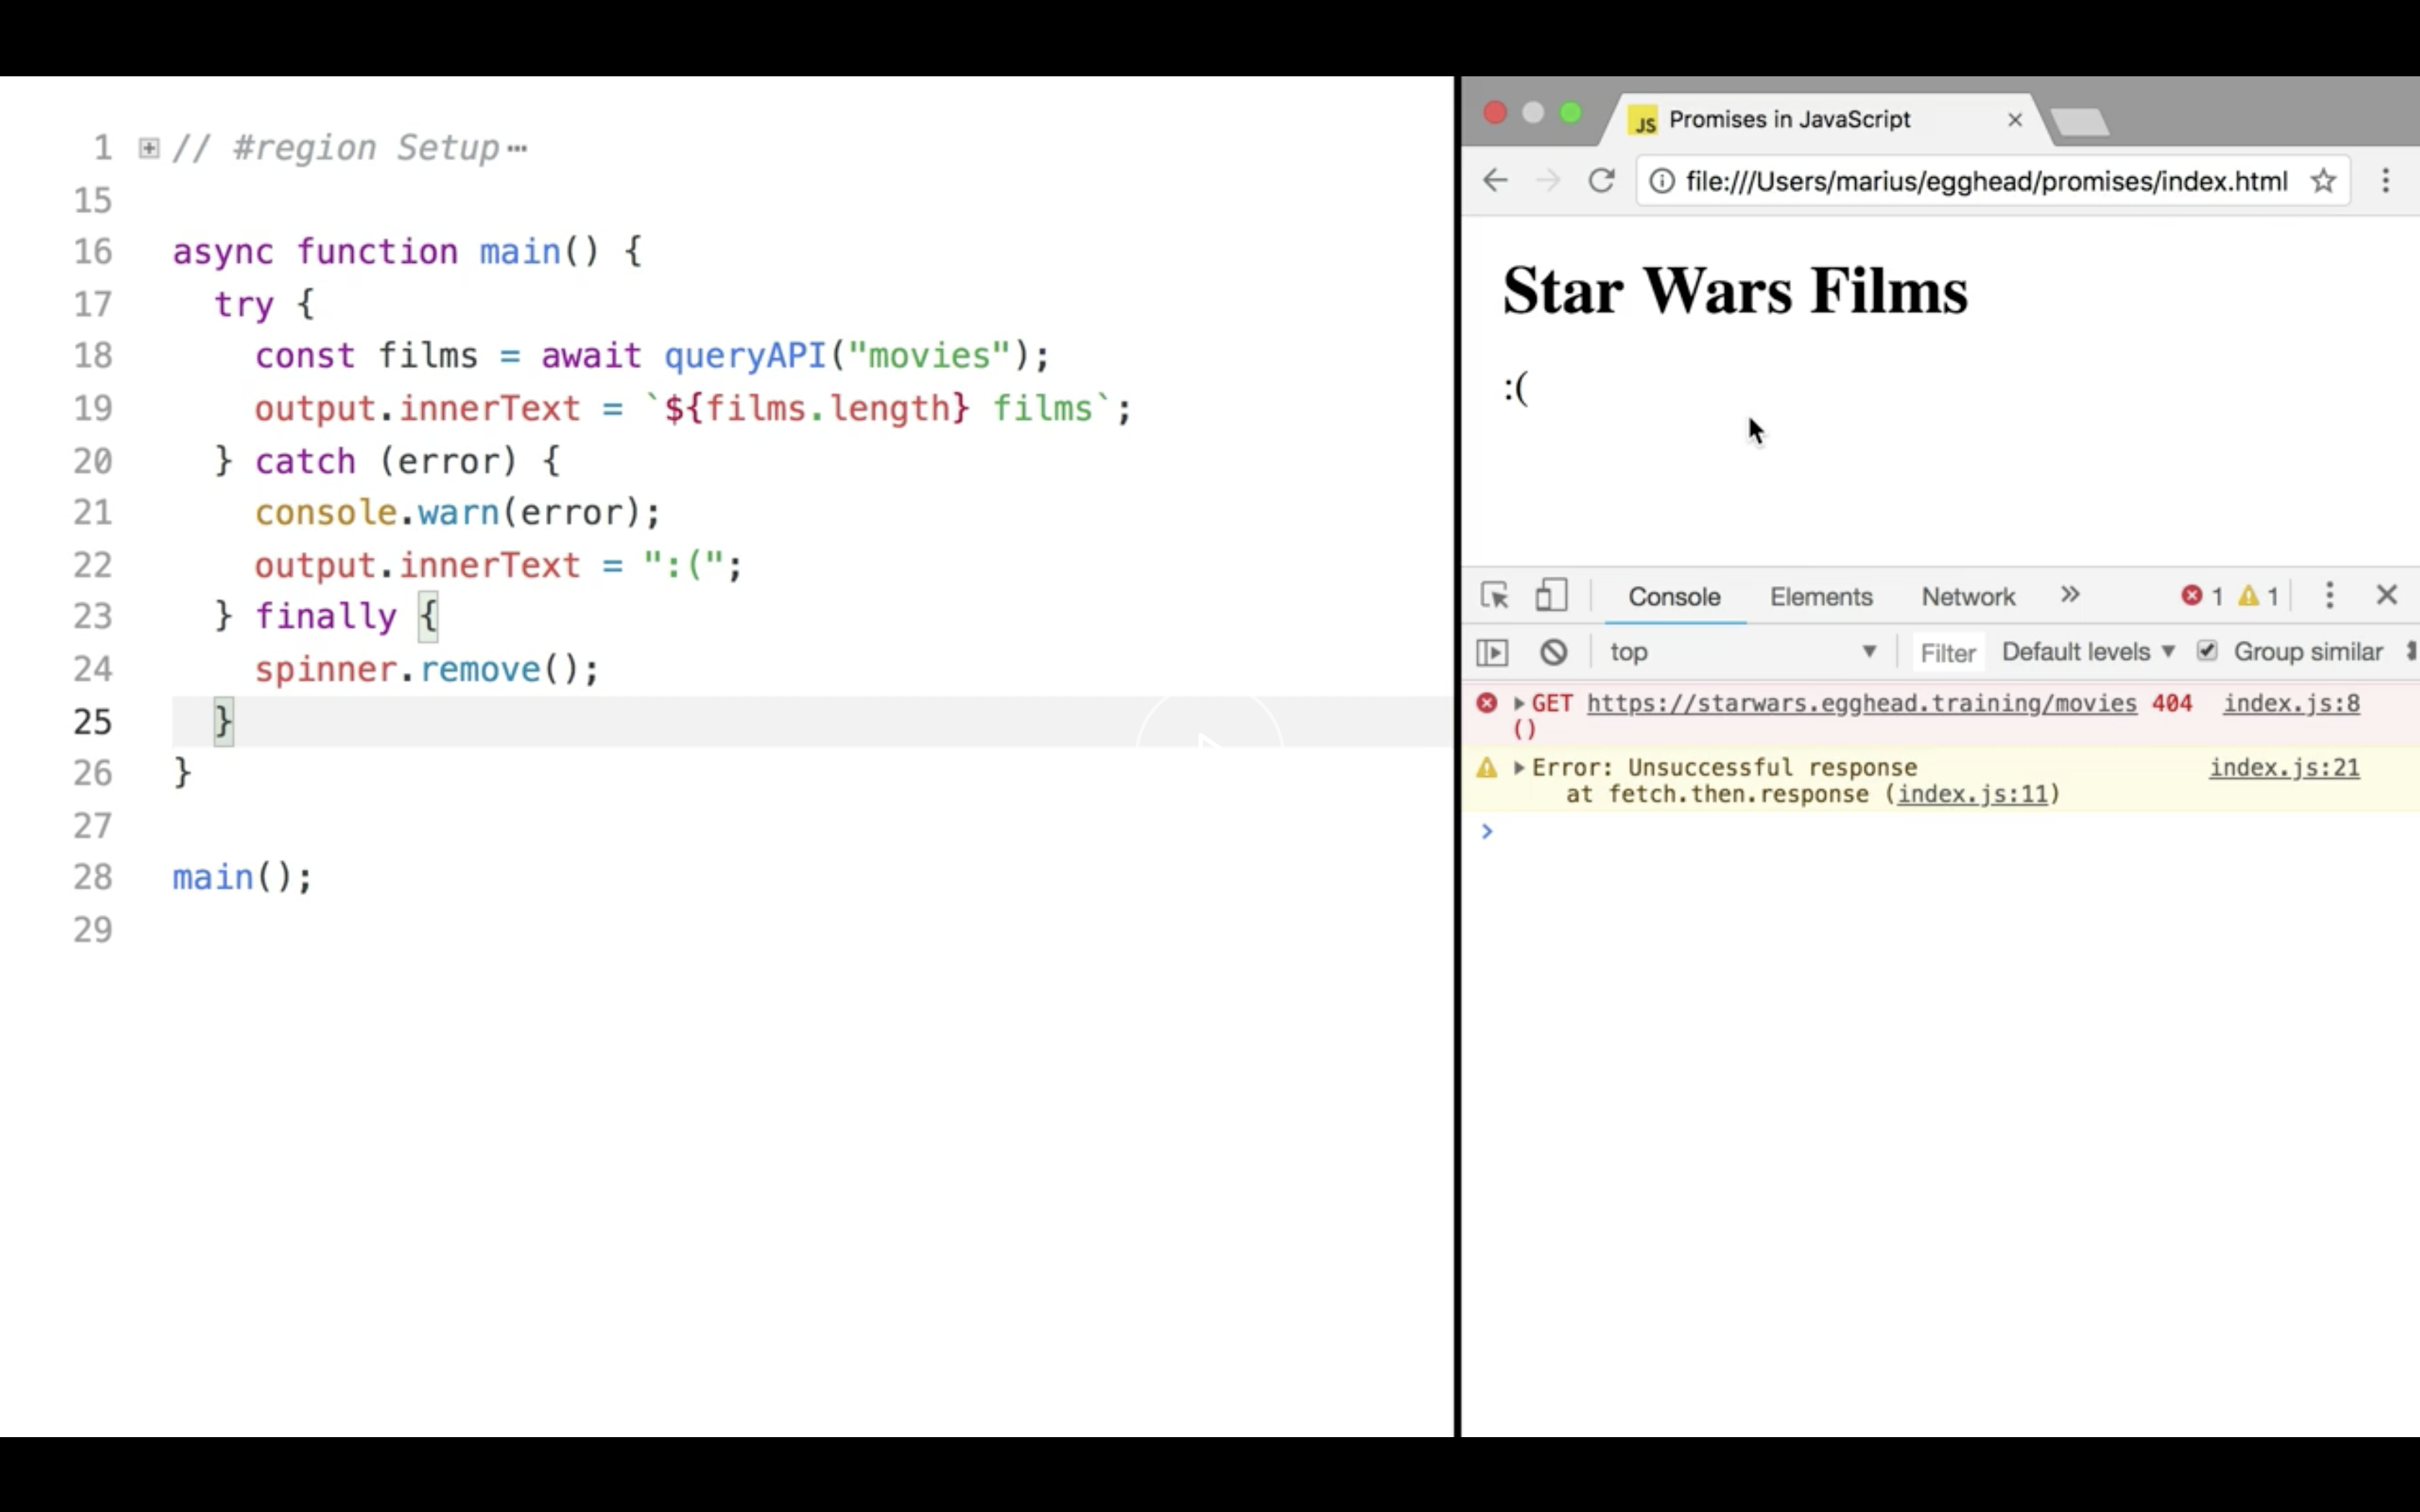 1 // #region Setup⋯
15
16 async function main() {
17 try {
18 const films = await queryAPI("movies");
19 output.innerText = `${films.length} films`;
20 } catch (error) {
21 console.warn(error);
22 output.innerText = ":(";
23 } finally {
24 spinner.remove();
25 }
26 }
27
28 main();
29
JS Promises in JavaScript
file:///Users/marius/egghead/promises/index.html
Star Wars Films
:(
Console Elements Network 1 1
top Filter Default levels Group similar
GET https://starwars.egghead.training/movies 404 index.js:8
()
Error: Unsuccessful response index.js:21
at fetch.then.response (index.js:11)